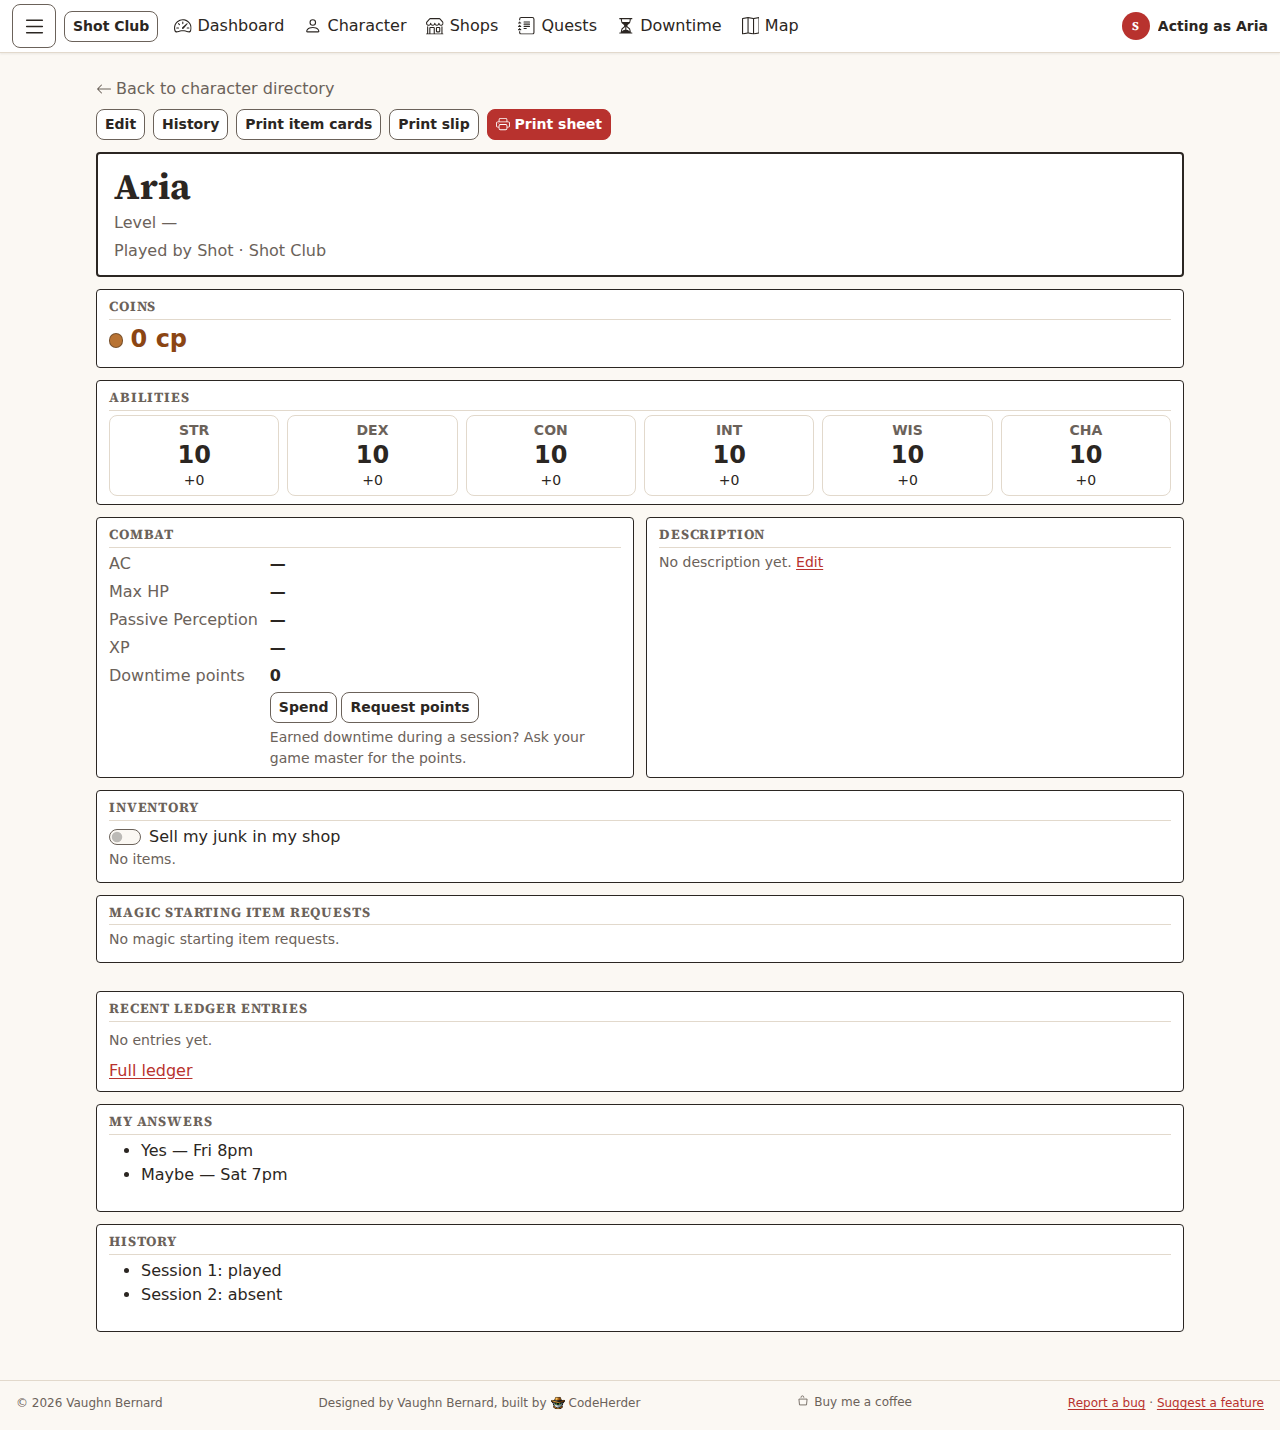 Shot Club Dashboard Character Shops Quests Downtime Map S Acting as Aria
← Back to character directory
Edit History Print item cards Print slip Print sheet
Aria
Level —
Played by Shot · Shot Club
COINS
0 cp
ABILITIES
STR DEX CON INT WIS CHA
10 10 10 10 10 10
+0 +0 +0 +0 +0 +0
COMBAT
AC —
Max HP —
Passive Perception —
XP —
Downtime points 0
Spend Request points
Earned downtime during a session? Ask your
game master for the points.
DESCRIPTION
No description yet. Edit
INVENTORY
Sell my junk in my shop
No items.
MAGIC STARTING ITEM REQUESTS
No magic starting item requests.
RECENT LEDGER ENTRIES
No entries yet.
Full ledger
MY ANSWERS
• Yes — Fri 8pm
• Maybe — Sat 7pm
HISTORY
• Session 1: played
• Session 2: absent
© 2026 Vaughn Bernard Designed by Vaughn Bernard, built by CodeHerder Buy me a coffee Report a bug · Suggest a feature